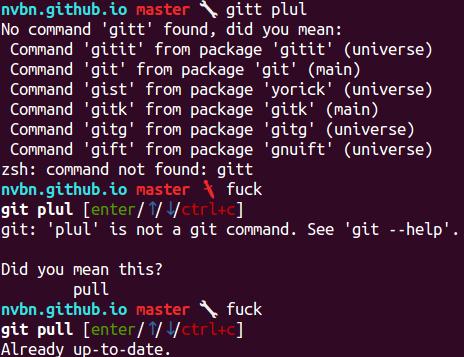 nvbn.github.io master 🔧 gitt plul
No command 'gitt' found, did you mean:
 Command 'gitit' from package 'gitit' (universe)
 Command 'git' from package 'git' (main)
 Command 'gist' from package 'yorick' (universe)
 Command 'gitk' from package 'gitk' (main)
 Command 'gitg' from package 'gitg' (universe)
 Command 'gift' from package 'gnuift' (universe)
zsh: command not found: gitt
nvbn.github.io master 🔧 fuck
git plul [enter/↑/↓/ctrl+c]
git: 'plul' is not a git command. See 'git --help'.
Did you mean this?
        pull
nvbn.github.io master 🔧 fuck
git pull [enter/↑/↓/ctrl+c]
Already up-to-date.